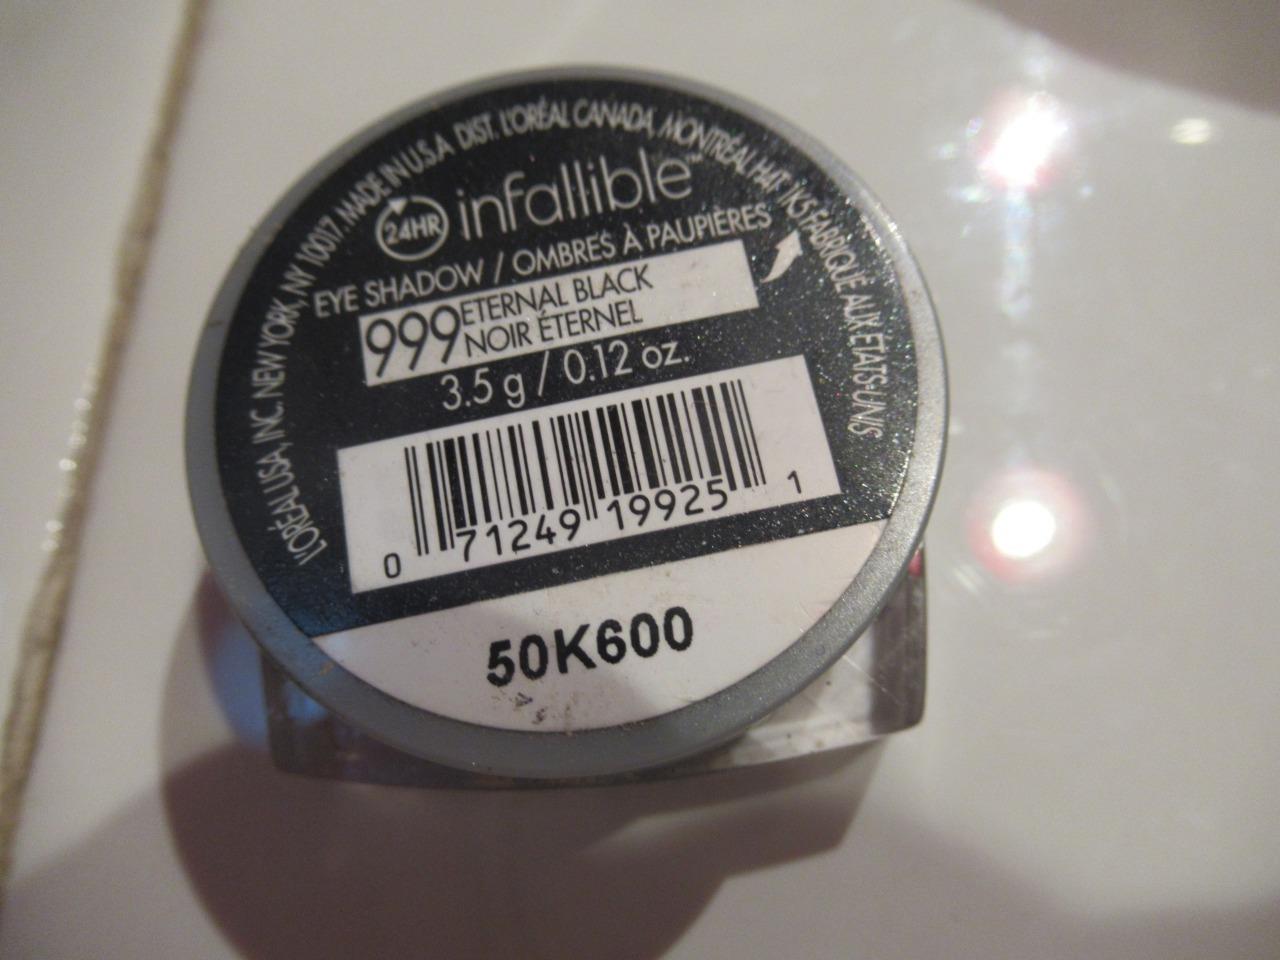 L'ORÉAL USA, INC. NEW YORK, NY 10017. MADE IN U.S.A DIST. L'ORÉAL CANADA, MONTRÉAL H4T 1K5 FABRIQUÉ AUX ÉTATS-UNIS
24HR infallible™
EYE SHADOW / OMBRES À PAUPIÈRES
999 ETERNAL BLACK
NOIR ÉTERNEL
3.5 g / 0.12 oz.
0 71249 19925 1
50K600